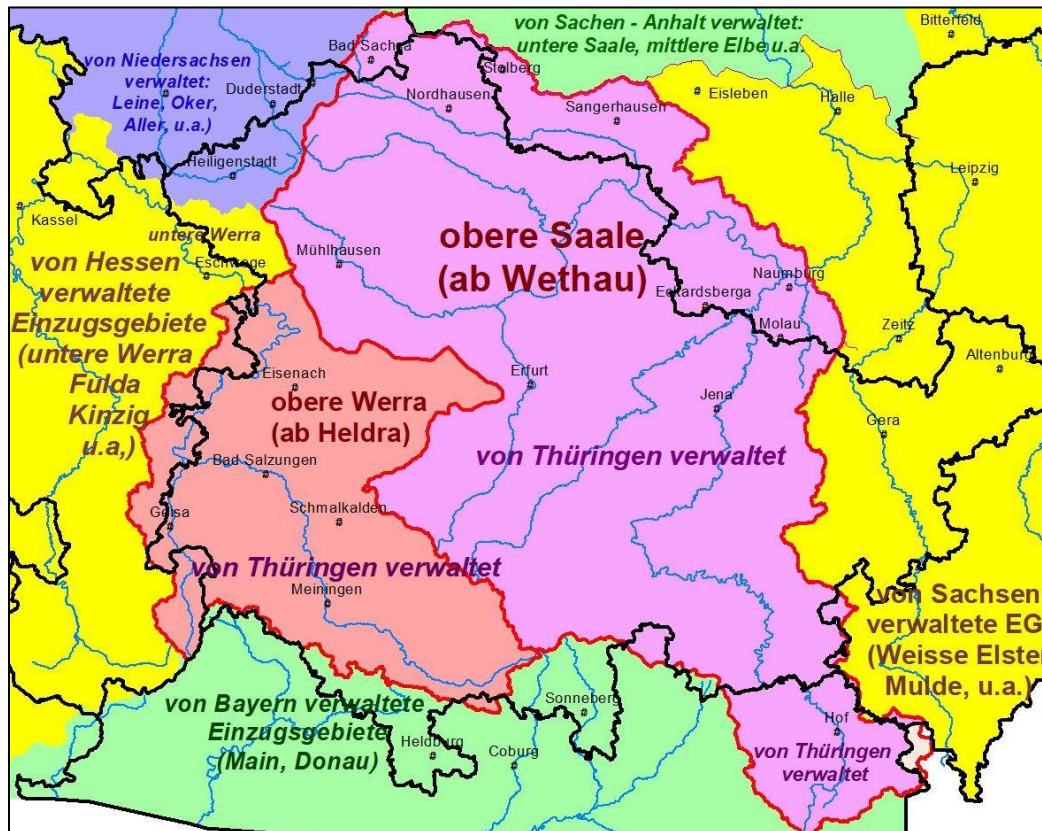 von Sachen - Anhalt verwaltet:
untere Saale, mittlere Elbe u.a.
Bitterfeld
Bad Sachsa
von Niedersachsen
verwaltet:
Leine, Oker,
Aller, u.a.)
Duderstadt
Stolberg
Nordhausen
Sangerhausen
Eisleben
Halle
Heiligenstadt
Leipzig
Kassel
untere Werra
Eschwege
Mühlhausen
obere Saale
(ab Wethau)
Naumburg
Eckardsberga
Molau
Zeitz
Altenburg
von Hessen
verwaltete
Einzugsgebiete
(untere Werra
Fulda
Kinzig
u.a,)
Eisenach
obere Werra
(ab Heldra)
Erfurt
Jena
Gera
Bad Salzungen
von Thüringen verwaltet
Geisa
Schmalkalden
von Thüringen verwaltet
Meiningen
von Sachsen
verwaltete EG
(Weisse Elster
Mulde, u.a.)
von Bayern verwaltete
Einzugsgebiete
(Main, Donau)
Sonneberg
Heldburg
Coburg
Hof
von Thüringen
verwaltet